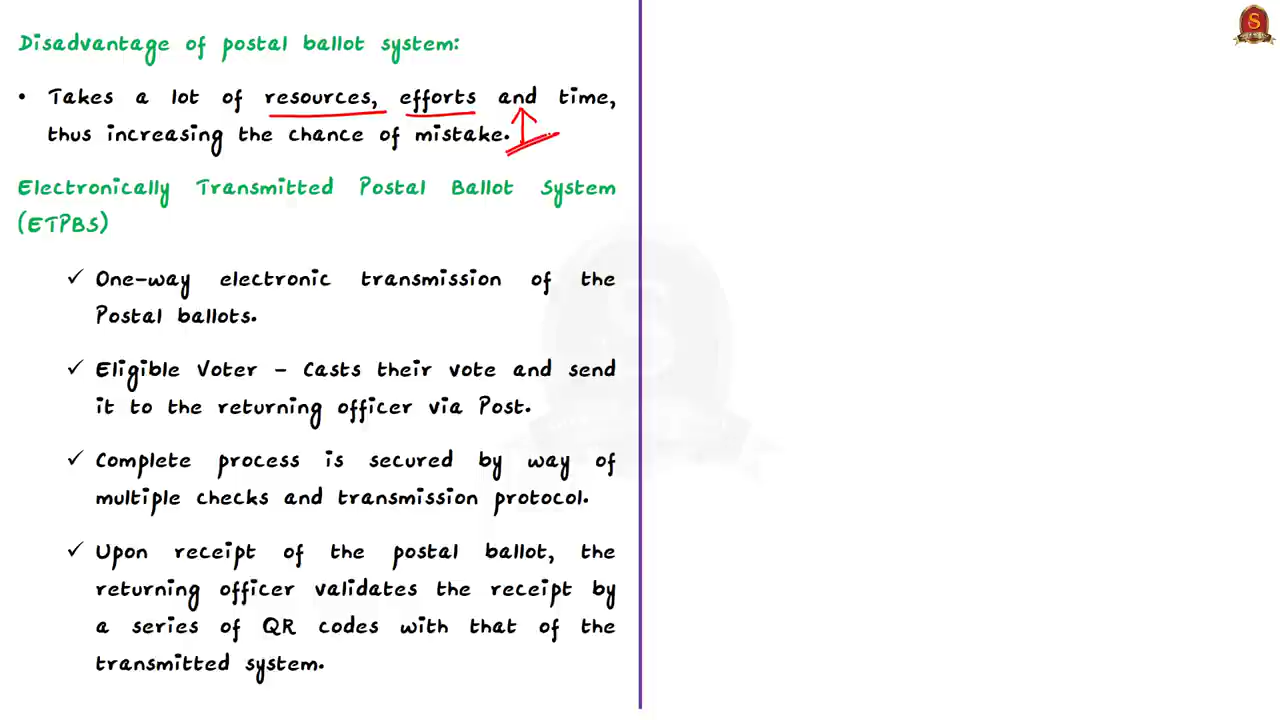 Disadvantage of postal ballot system:
• Takes a lot of resources, efforts and time,
thus increasing the chance of mistake.
Electronically Transmitted Postal Ballot System
(ETPBS)
✓ One-way electronic transmission of the
Postal ballots.
✓ Eligible Voter - Casts their vote and send
it to the returning officer via Post.
✓ Complete process is secured by way of
multiple checks and transmission protocol.
✓ Upon receipt of the postal ballot, the
returning officer validates the receipt by
a series of QR codes with that of the
transmitted system.
S